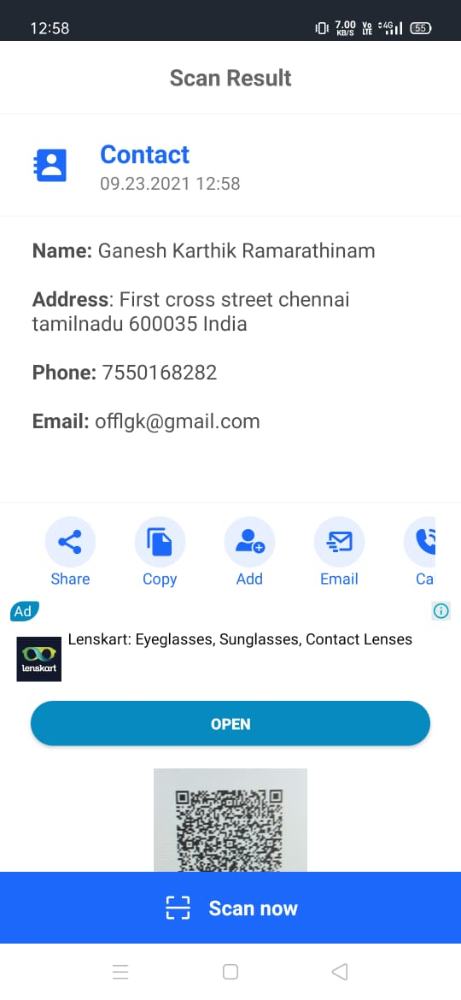 12:58
7.00 KB/S Vo LTE 4G 55
Scan Result
Contact
09.23.2021 12:58
Name: Ganesh Karthik Ramarathinam
Address: First cross street chennai
tamilnadu 600035 India
Phone: 7550168282
Email: offlgk@gmail.com
Share Copy Add Email Ca
Ad
Lenskart: Eyeglasses, Sunglasses, Contact Lenses
lenskart
OPEN
Scan now